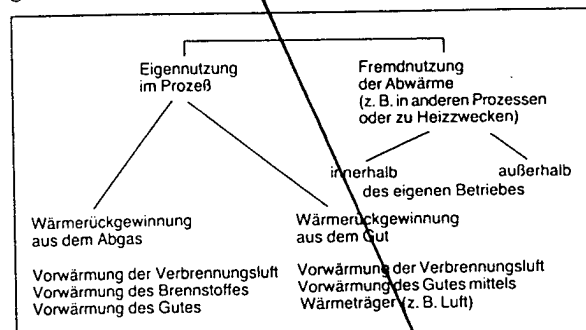 Eigennutzung
im Prozeß
Fremdnutzung
der Abwärme
(z. B. in anderen Prozessen
oder zu Heizzwecken)
innerhalb außerhalb
des eigenen Betriebes
Wärmerückgewinnung
aus dem Abgas
Vorwärmung der Verbrennungsluft
Vorwärmung des Brennstoffes
Vorwärmung des Gutes
Wärmerückgewinnung
aus dem Gut
Vorwärmung der Verbrennungsluft
Vorwärmung des Gutes mittels
Wärmeträger (z. B. Luft)